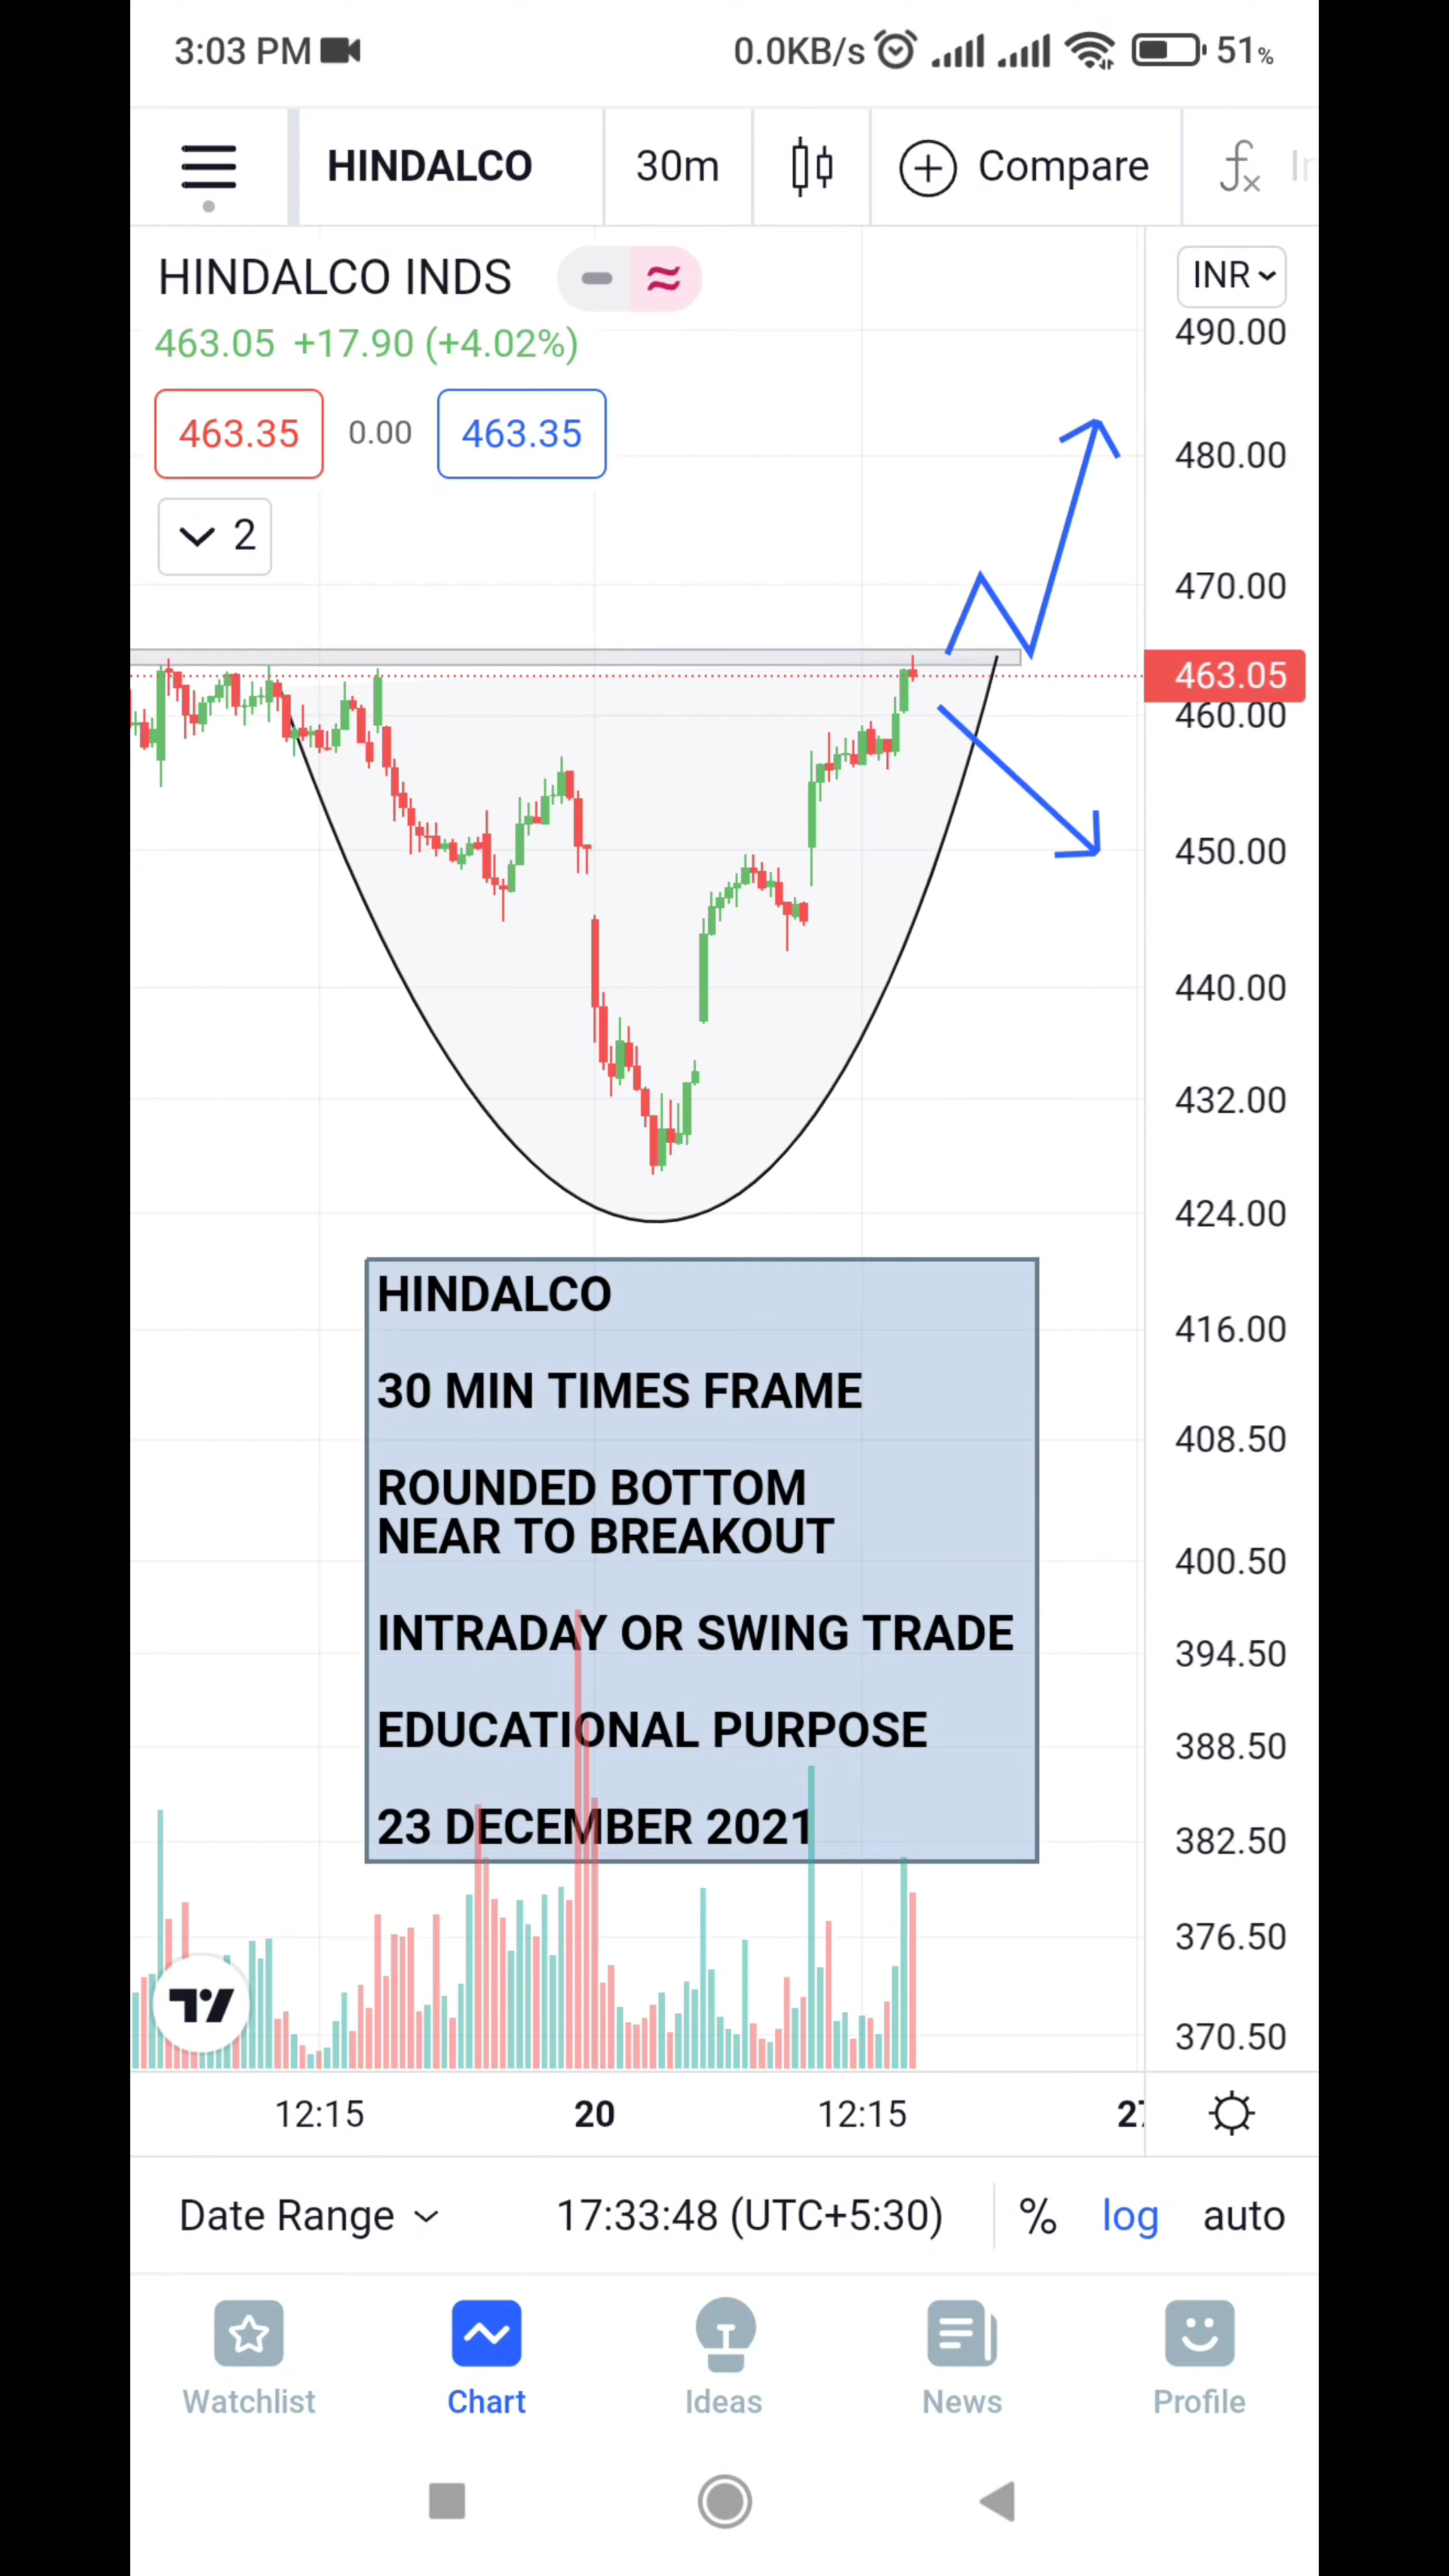 3:03 PM 0.0KB/s 51%
HINDALCO 30m Compare
HINDALCO INDS INR
463.05 +17.90 (+4.02%)
463.35 0.00 463.35
2
490.00
480.00
470.00
463.05
460.00
450.00
440.00
432.00
424.00
416.00
408.50
400.50
394.50
388.50
382.50
376.50
370.50
HINDALCO
30 MIN TIMES FRAME
ROUNDED BOTTOM
NEAR TO BREAKOUT
INTRADAY OR SWING TRADE
EDUCATIONAL PURPOSE
23 DECEMBER 2021
12:15 20 12:15 27
Date Range 17:33:48 (UTC+5:30) % log auto
Watchlist Chart Ideas News Profile